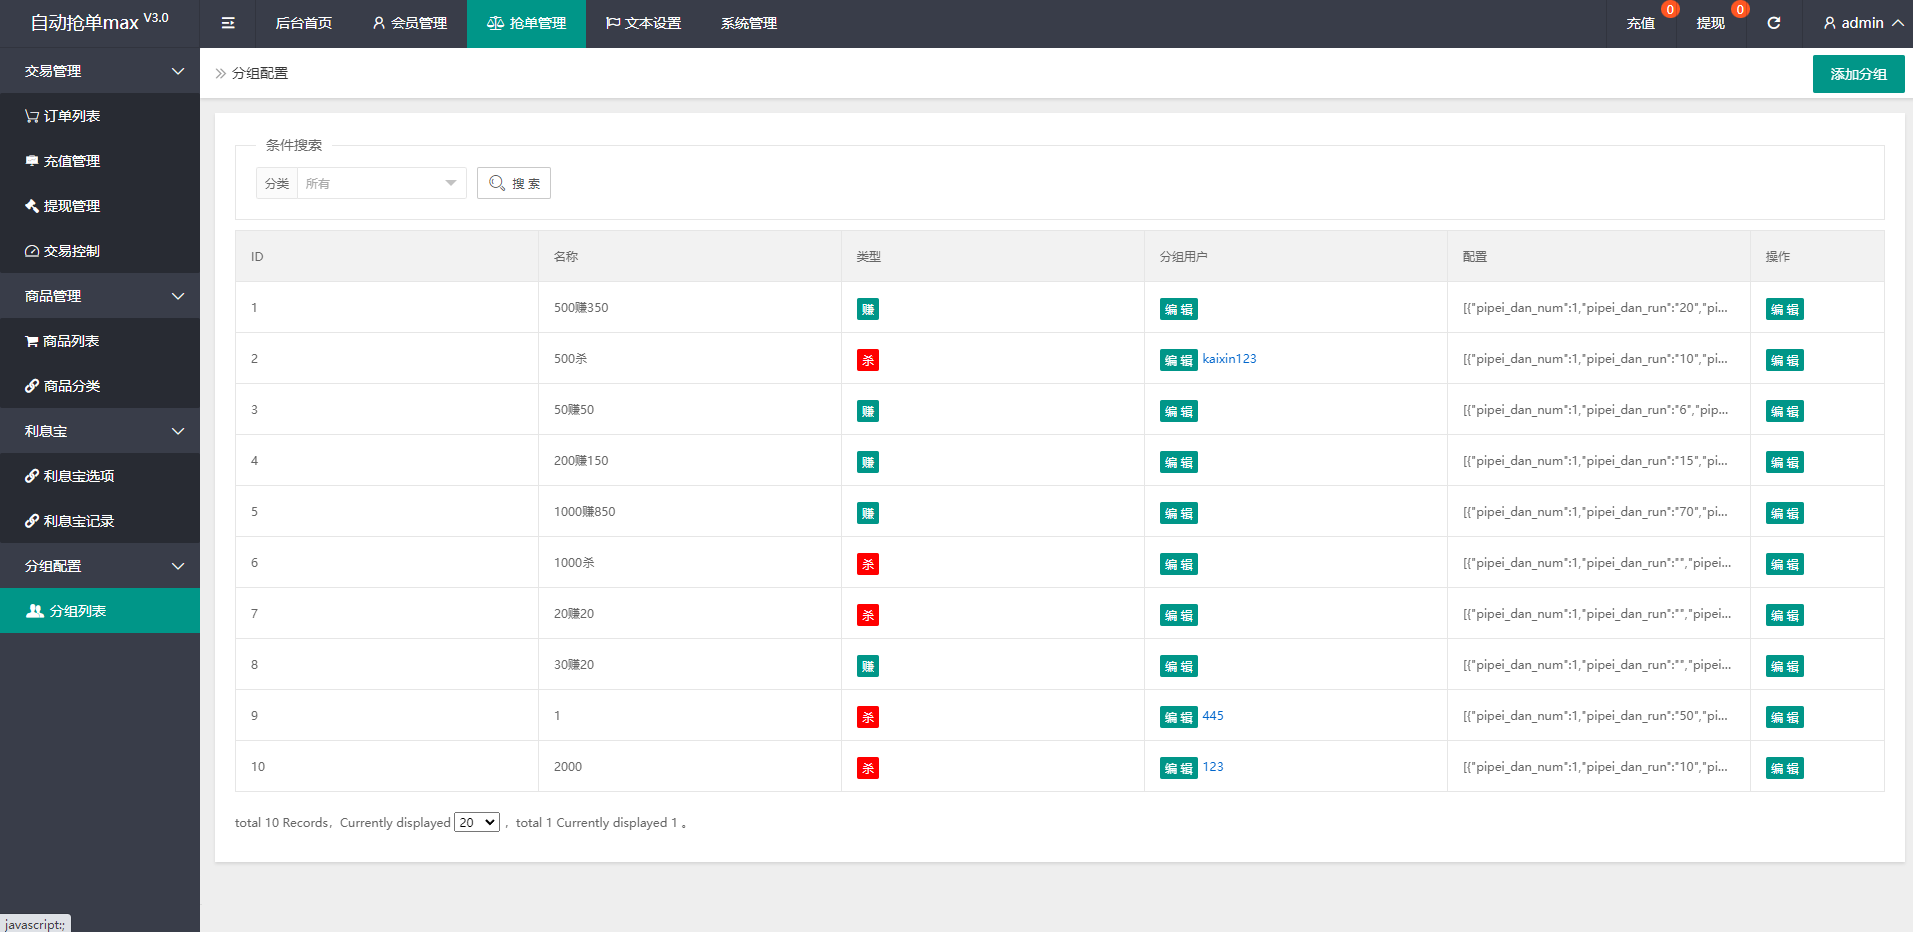 自动抢单max V3.0
后台首页
会员管理
抢单管理
文本设置
系统管理
充值 0
提现 0
admin
交易管理
订单列表
充值管理
提现管理
交易控制
商品管理
商品列表
商品分类
利息宝
利息宝选项
利息宝记录
分组配置
分组列表
分组配置
添加分组
条件搜索
分类 所有 搜 索
ID 名称 类型 分组用户 配置 操作
1 500赚350 赚 编 辑 [{"pipei_dan_num":1,"pipei_dan_run":"20","pi... 编 辑
2 500杀 杀 编 辑 kaixin123 [{"pipei_dan_num":1,"pipei_dan_run":"10","pi... 编 辑
3 50赚50 赚 编 辑 [{"pipei_dan_num":1,"pipei_dan_run":"6","pip... 编 辑
4 200赚150 赚 编 辑 [{"pipei_dan_num":1,"pipei_dan_run":"15","pi... 编 辑
5 1000赚850 赚 编 辑 [{"pipei_dan_num":1,"pipei_dan_run":"70","pi... 编 辑
6 1000杀 杀 编 辑 [{"pipei_dan_num":1,"pipei_dan_run":"","pipei... 编 辑
7 20赚20 杀 编 辑 [{"pipei_dan_num":1,"pipei_dan_run":"","pipei... 编 辑
8 30赚20 赚 编 辑 [{"pipei_dan_num":1,"pipei_dan_run":"","pipei... 编 辑
9 1 杀 编 辑 445 [{"pipei_dan_num":1,"pipei_dan_run":"50","pi... 编 辑
10 2000 杀 编 辑 123 [{"pipei_dan_num":1,"pipei_dan_run":"10","pi... 编 辑
total 10 Records，Currently displayed 20 ，total 1 Currently displayed 1 。
javascript:;